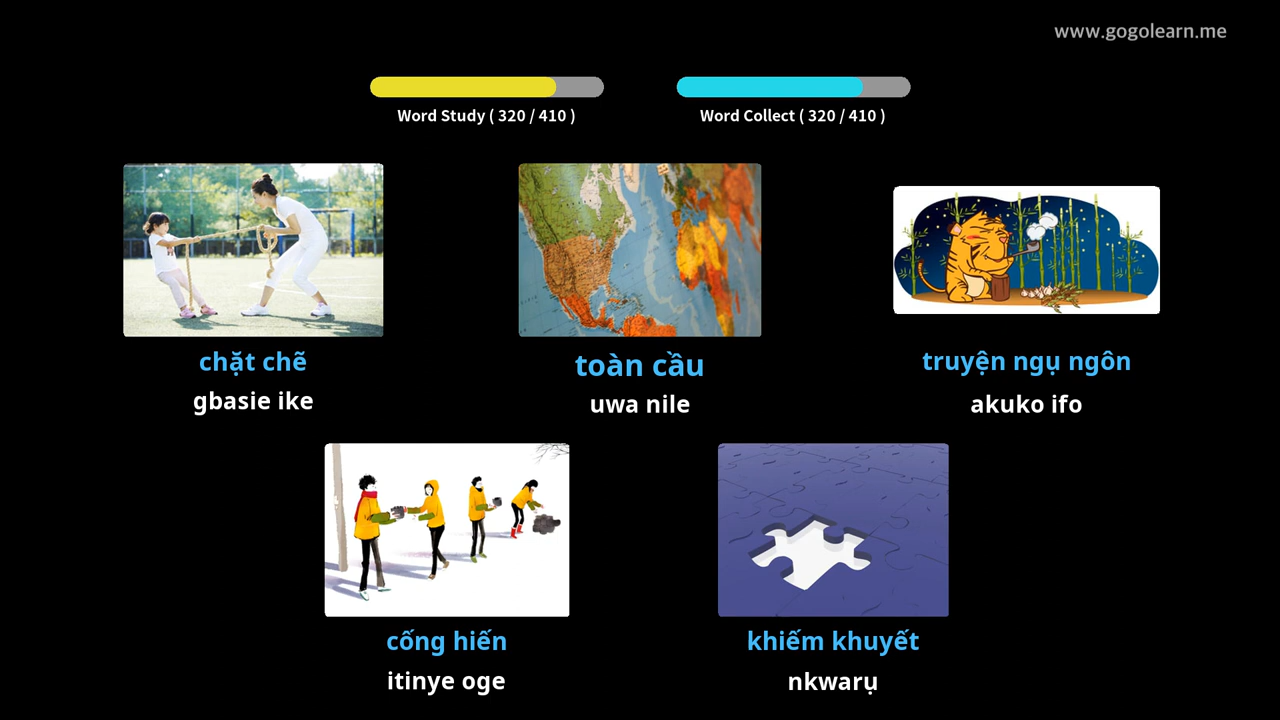 www.gogolearn.me
Word Study ( 320 / 410 )
Word Collect ( 320 / 410 )
chặt chẽ
toàn cầu
truyện ngụ ngôn
gbasie ike
uwa nile
akuko ifo
cống hiến
khiếm khuyết
itinye oge
nkwarụ